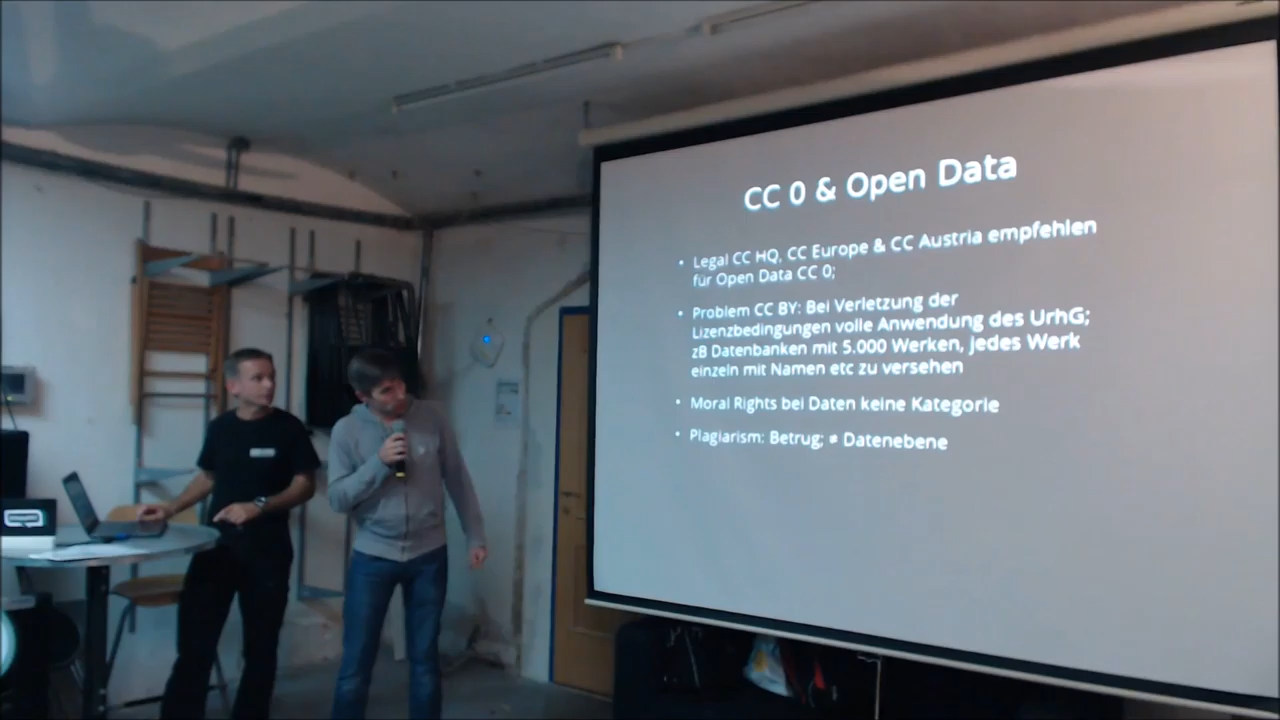 CC 0 & Open Data
• Legal CC HQ, CC Europe & CC Austria empfehlen
für Open Data CC 0;
• Problem CC BY: Bei Verletzung der
Lizenzbedingungen volle Anwendung des UrhG;
zB Datenbanken mit 5.000 Werken, jedes Werk
einzeln mit Namen etc zu versehen
• Moral Rights bei Daten keine Kategorie
• Plagiarism: Betrug; ≠ Datenebene